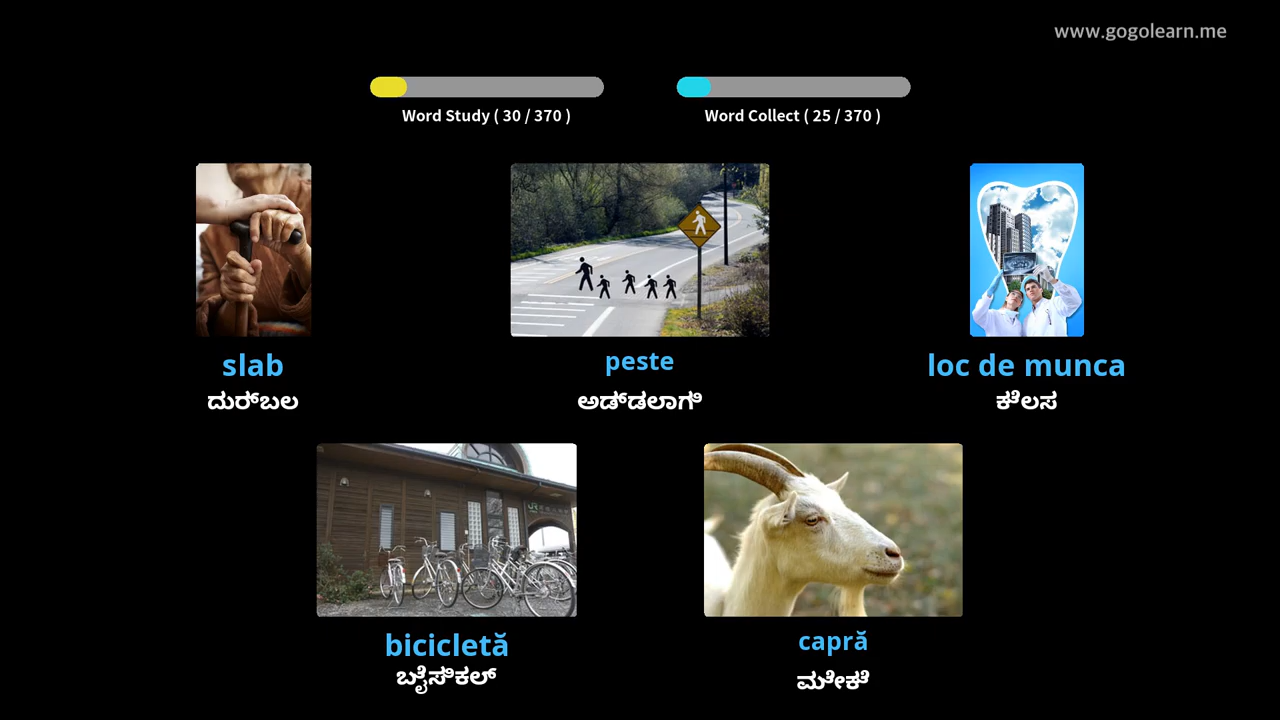 www.gogolearn.me
Word Study ( 30 / 370 )
Word Collect ( 25 / 370 )
slab
ದುರ್ಬಲ
peste
ಅಡ್ಡಲಾಗಿ
loc de munca
ಕೆಲಸ
bicicletă
ಬೈಸಿಕಲ್
capră
ಮೇಕೆ